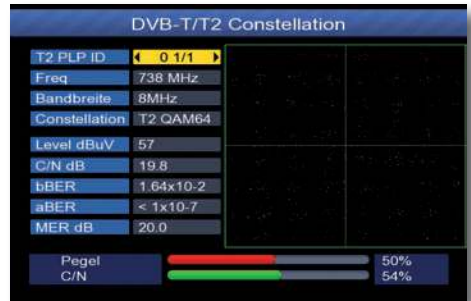 DVB-T/T2 Constellation
T2 PLP ID 0 1/1
Freq 738 MHz
Bandbreite 8MHz
Constellation T2 QAM64
Level dBuV 57
C/N dB 19.8
bBER 1.64x10-2
aBER < 1x10-7
MER dB 20.0
Pegel 50%
C/N 54%